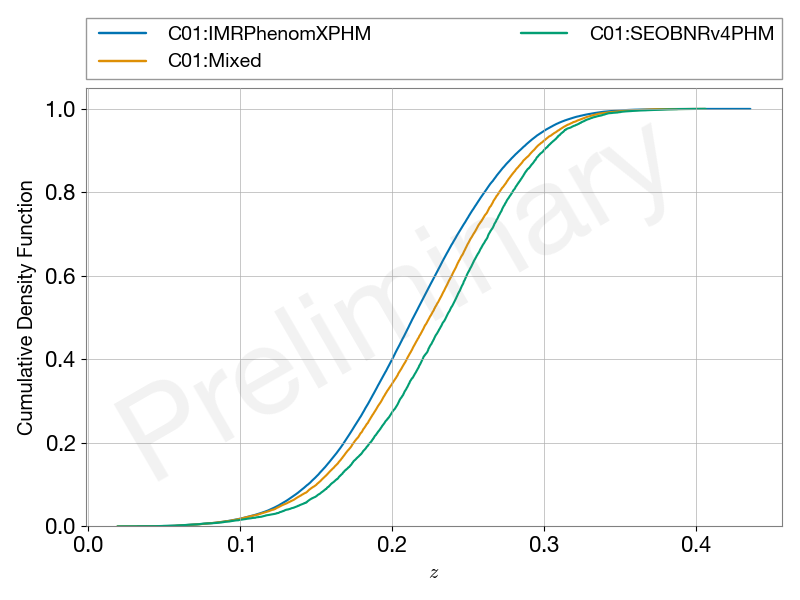 C01:IMRPhenomXPHM
C01:Mixed
C01:SEOBNRv4PHM
Cumulative Density Function
1.0
0.8
0.6
0.4
0.2
0.0
Preliminary
0.0 0.1 0.2 0.3 0.4
z